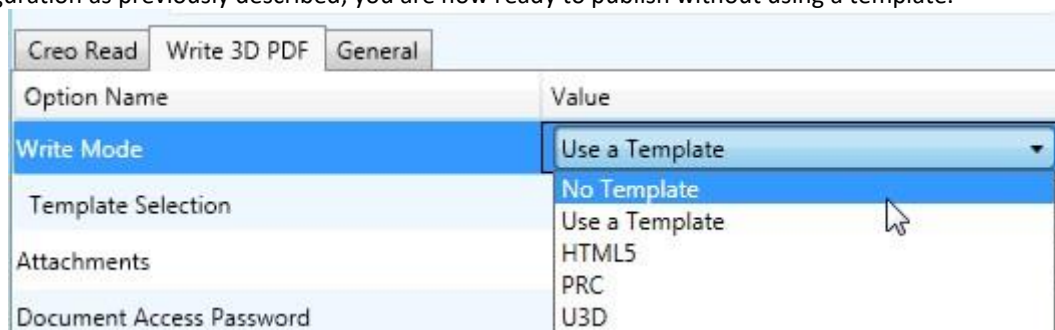 guration as previously described, you are now ready to publish without using a template.
Creo Read Write 3D PDF General
Option Name Value
Write Mode Use a Template
No Template
Template Selection
Use a Template
Attachments HTML5
PRC
Document Access Password U3D